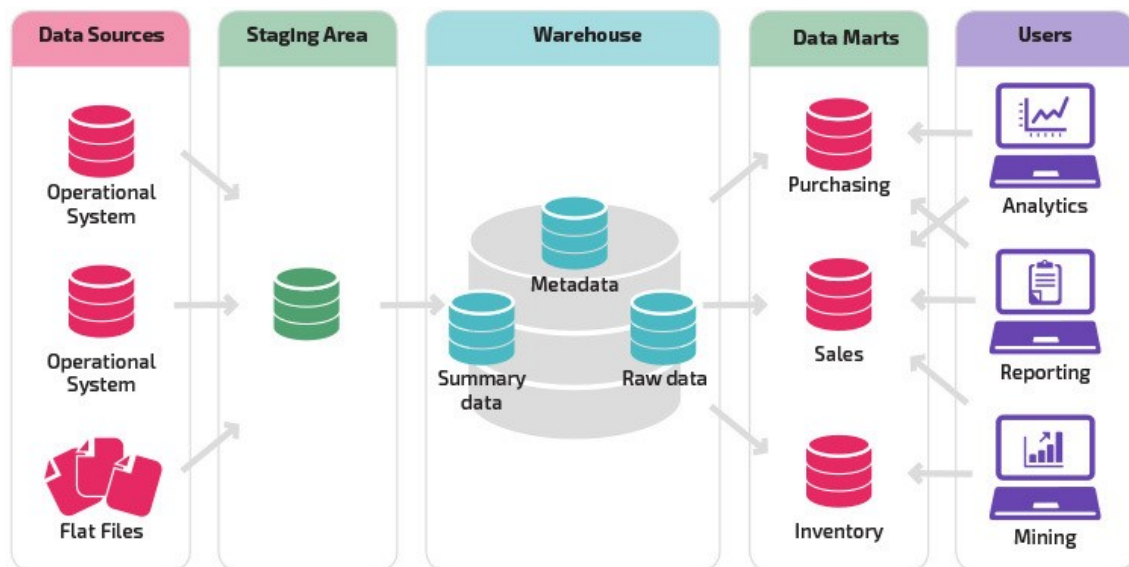 Data Sources
Staging Area
Warehouse
Data Marts
Users
Operational
System
Operational
System
Flat Files
Metadata
Summary
data
Raw data
Purchasing
Sales
Inventory
Analytics
Reporting
Mining